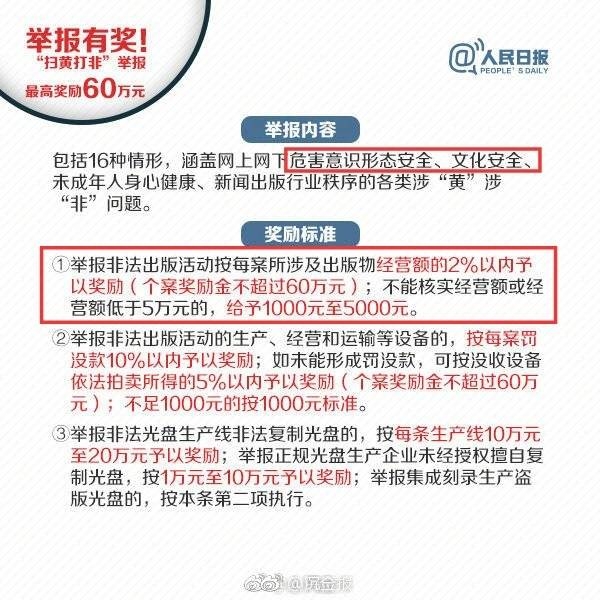 举报有奖！
“扫黄打非”举报
最高奖励60万元
@人民日报
PEOPLE'S DAILY
举报内容
包括16种情形，涵盖网上网下危害意识形态安全、文化安全、
未成年人身心健康、新闻出版行业秩序的各类涉“黄”涉
“非”问题。
奖励标准
①举报非法出版活动按每案所涉及出版物经营额的2%以内予
以奖励（个案奖励金不超过60万元）；不能核实经营额或经
营额低于5万元的，给予1000元至5000元。
②举报非法出版活动的生产、经营和运输等设备的，按每案罚
没款10%以内予以奖励；如未能形成罚没款，可按没收设备
依法拍卖所得的5%以内予以奖励（个案奖励金不超过60万
元）；不足1000元的按1000元标准。
③举报非法光盘生产线非法复制光盘的，按每条生产线10万元
至20万元予以奖励；举报正规光盘生产企业未经授权擅自复
制光盘，按1万元至10万元予以奖励；举报集成刻录生产盗
版光盘的，按本条第二项执行。